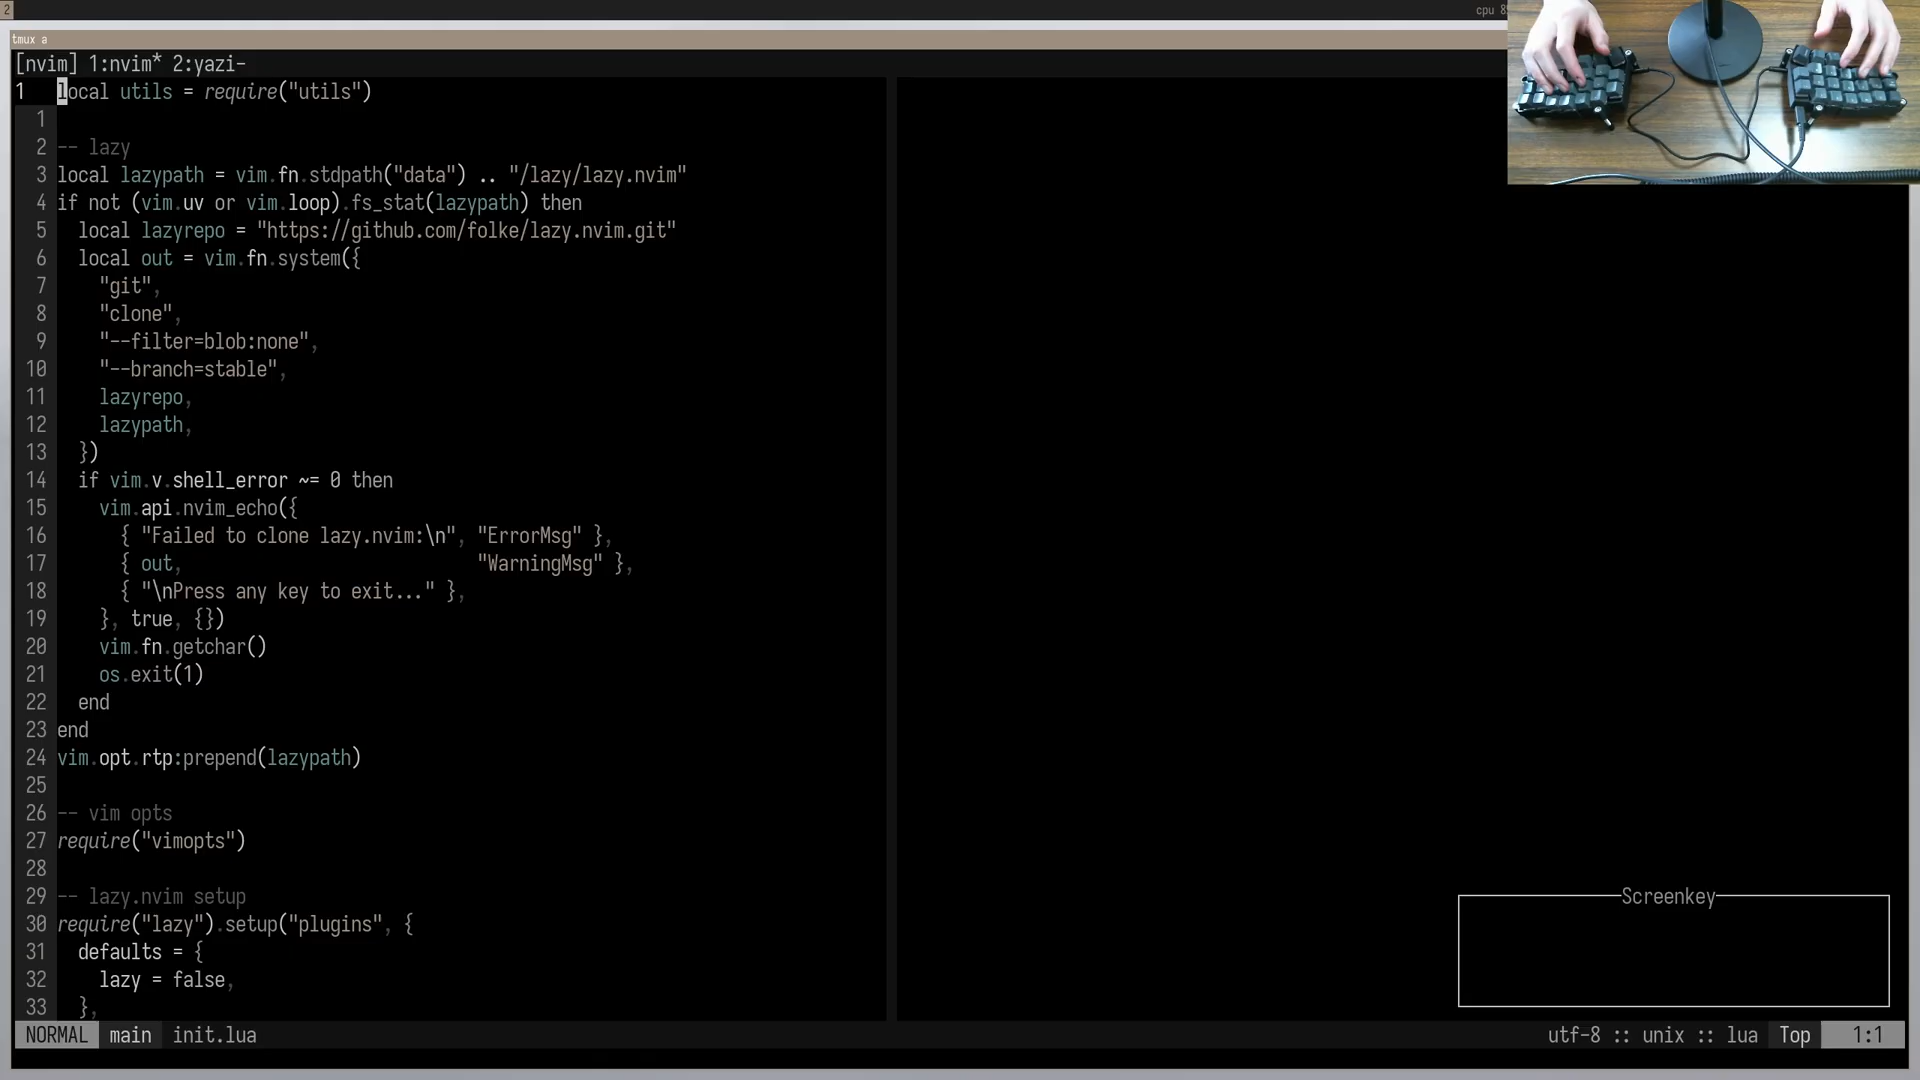 2
cpu 8
tmux a
[nvim] 1:nvim* 2:yazi-
1 local utils = require("utils")
1
2 -- lazy
3 local lazypath = vim.fn.stdpath("data") .. "/lazy/lazy.nvim"
4 if not (vim.uv or vim.loop).fs_stat(lazypath) then
5 local lazyrepo = "https://github.com/folke/lazy.nvim.git"
6 local out = vim.fn.system({
7 "git",
8 "clone",
9 "--filter=blob:none",
10 "--branch=stable",
11 lazyrepo,
12 lazypath,
13 })
14 if vim.v.shell_error ~= 0 then
15 vim.api.nvim_echo({
16 { "Failed to clone lazy.nvim:\n", "ErrorMsg" },
17 { out, "WarningMsg" },
18 { "\nPress any key to exit..." },
19 }, true, {})
20 vim.fn.getchar()
21 os.exit(1)
22 end
23 end
24 vim.opt.rtp:prepend(lazypath)
25
26 -- vim opts
27 require("vimopts")
28
29 -- lazy.nvim setup
30 require("lazy").setup("plugins", {
31 defaults = {
32 lazy = false,
33 },
Screenkey
NORMAL main init.lua utf-8 :: unix :: lua Top 1:1